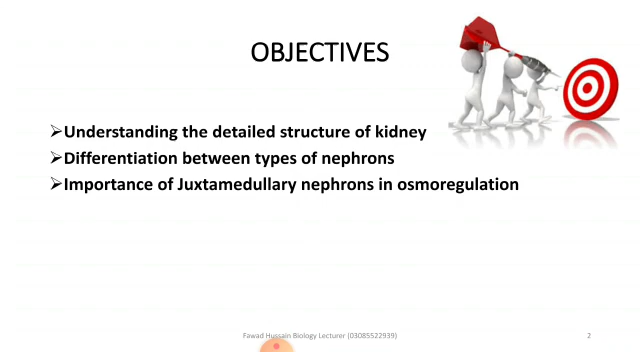 OBJECTIVES
➢Understanding the detailed structure of kidney
➢Differentiation between types of nephrons
➢Importance of Juxtamedullary nephrons in osmoregulation
Fawad Hussain Biology Lecturer (03085522939)
2